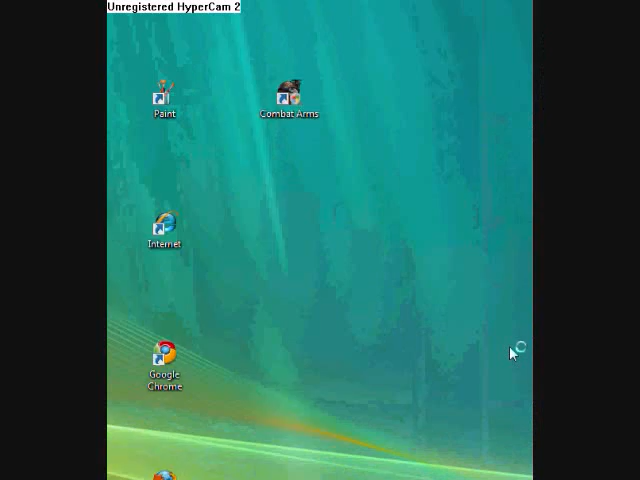 Unregistered HyperCam 2
Paint
Combat Arms
Internet
Google
Chrome